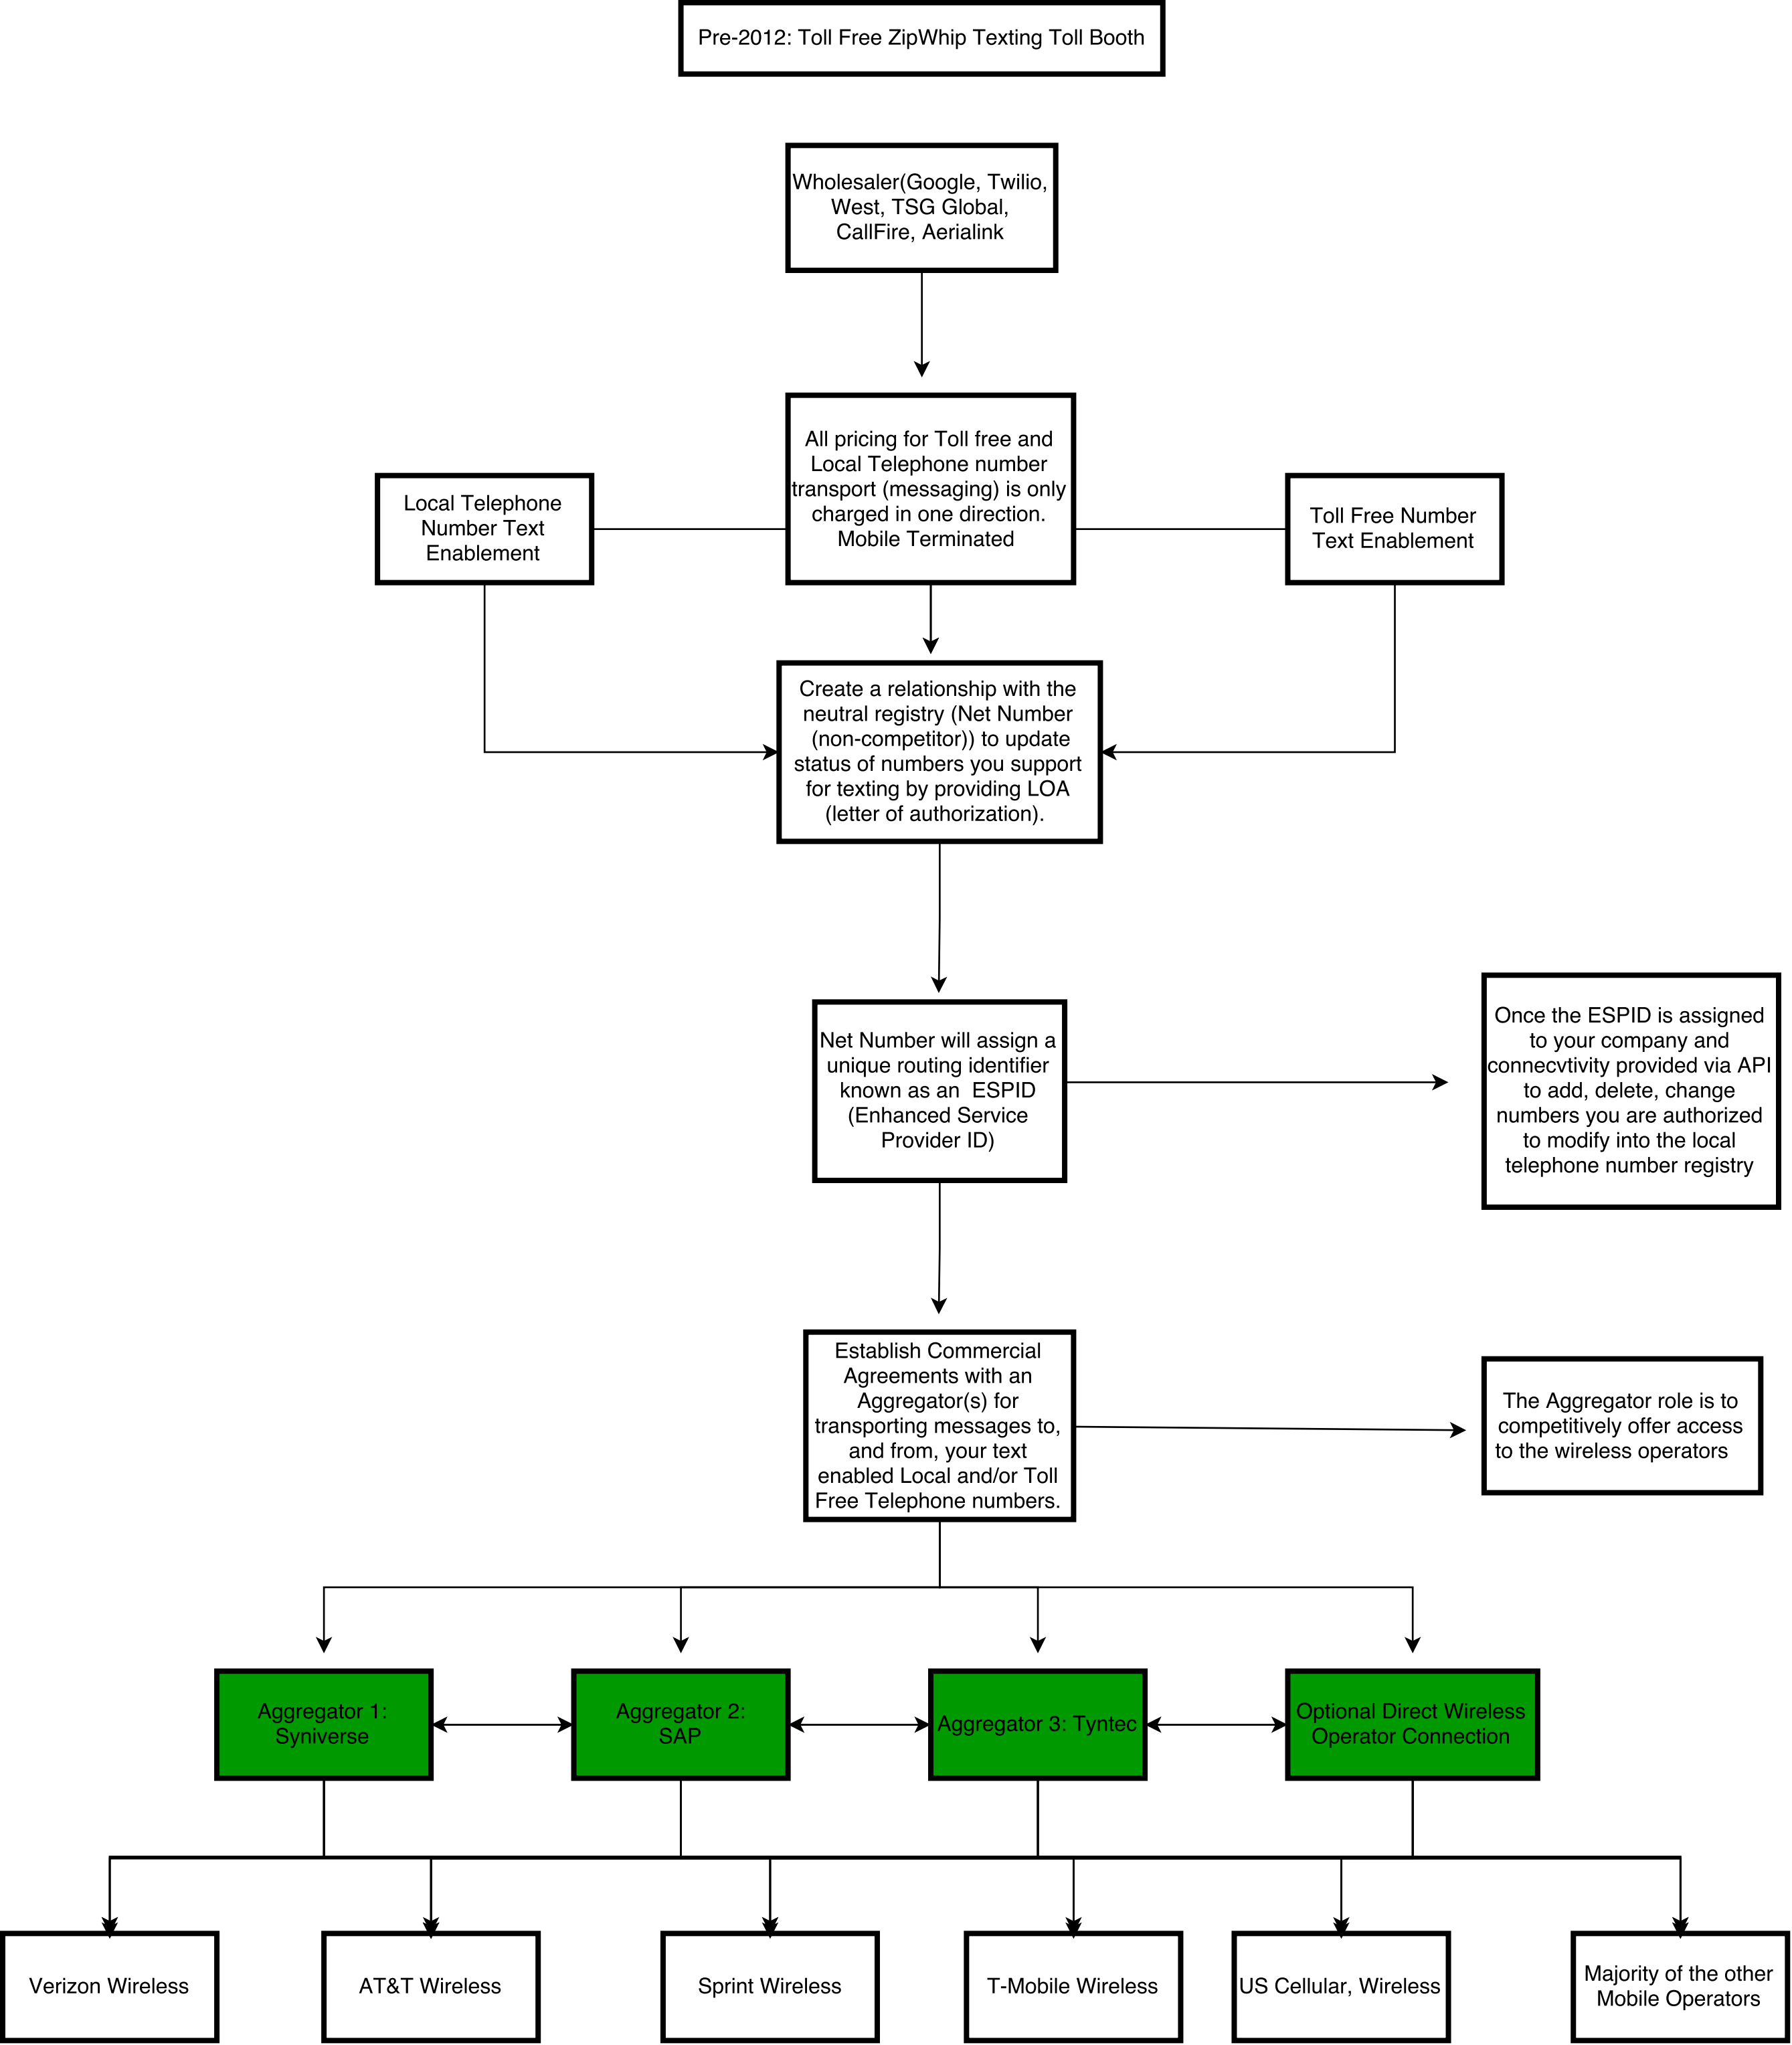 Pre-2012: Toll Free ZipWhip Texting Toll Booth
Wholesaler(Google, Twilio,
West, TSG Global,
CallFire, Aerialink
All pricing for Toll free and
Local Telephone number
transport (messaging) is only
charged in one direction.
Mobile Terminated
Local Telephone
Number Text
Enablement
Toll Free Number
Text Enablement
Create a relationship with the
neutral registry (Net Number
(non-competitor)) to update
status of numbers you support
for texting by providing LOA
(letter of authorization).
Net Number will assign a
unique routing identifier
known as an  ESPID
(Enhanced Service
Provider ID)
Once the ESPID is assigned
to your company and
connecvtivity provided via API
to add, delete, change
numbers you are authorized
to modify into the local
telephone number registry
Establish Commercial
Agreements with an
Aggregator(s) for
transporting messages to,
and from, your text
enabled Local and/or Toll
Free Telephone numbers.
The Aggregator role is to
competitively offer access
to the wireless operators
Aggregator 1:
Syniverse
Aggregator 2:
SAP
Aggregator 3: Tyntec
Optional Direct Wireless
Operator Connection
Verizon Wireless
AT&T Wireless
Sprint Wireless
T-Mobile Wireless
US Cellular, Wireless
Majority of the other
Mobile Operators